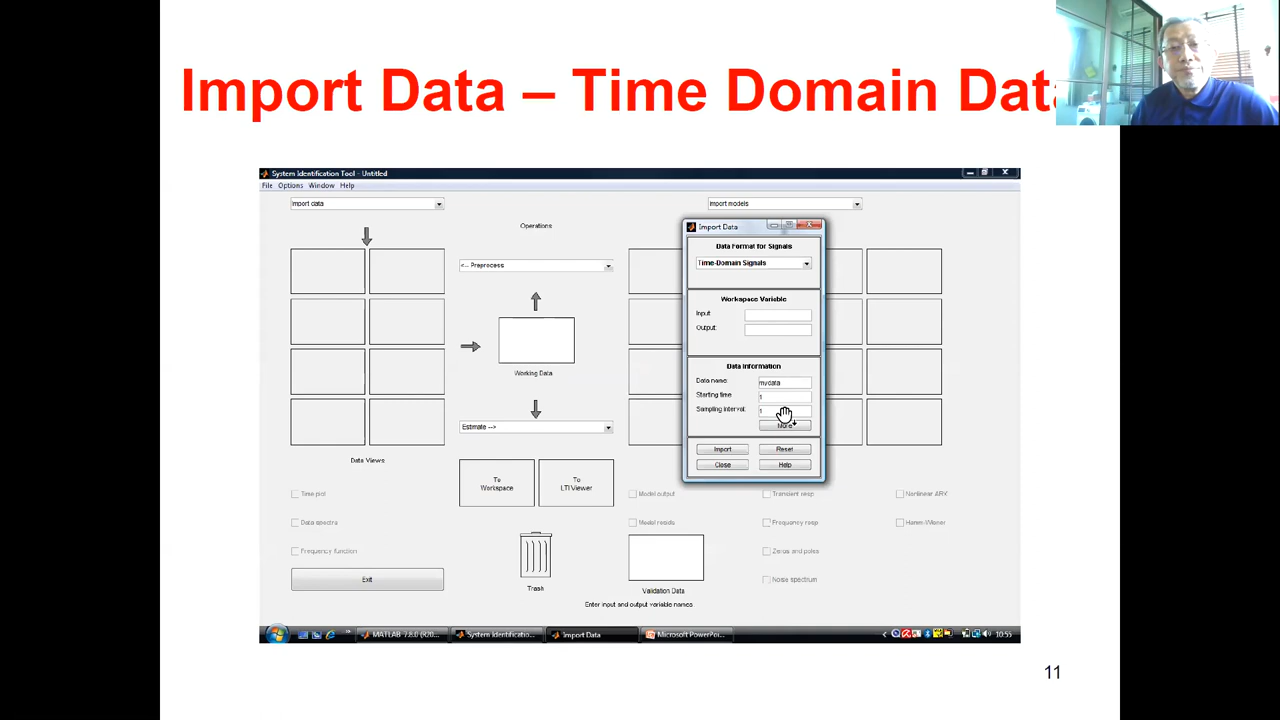 Import Data – Time Domain Data
System Identification Tool - Untitled
File Options Window Help
Import data
Import models
Operations
<-- Preprocess
Working Data
Estimate -->
Data Views
To
Workspace
To
LTI Viewer
Time plot
Data spectra
Frequency function
Exit
Trash
Model output
Model resids
Transient resp
Frequency resp
Zeros and poles
Noise spectrum
Nonlinear ARX
Hamm-Wiener
Validation Data
Enter input and output variable names
Import Data
Data Format for Signals
Time-Domain Signals
Workspace Variable
Input:
Output:
Data Information
Data name: mydata
Starting time: 1
Sampling interval: 1
More
Import Reset
Close Help
MATLAB 7.8.0 (R20...
System Identificatio...
Import Data
Microsoft PowerPoi...
10:55
11